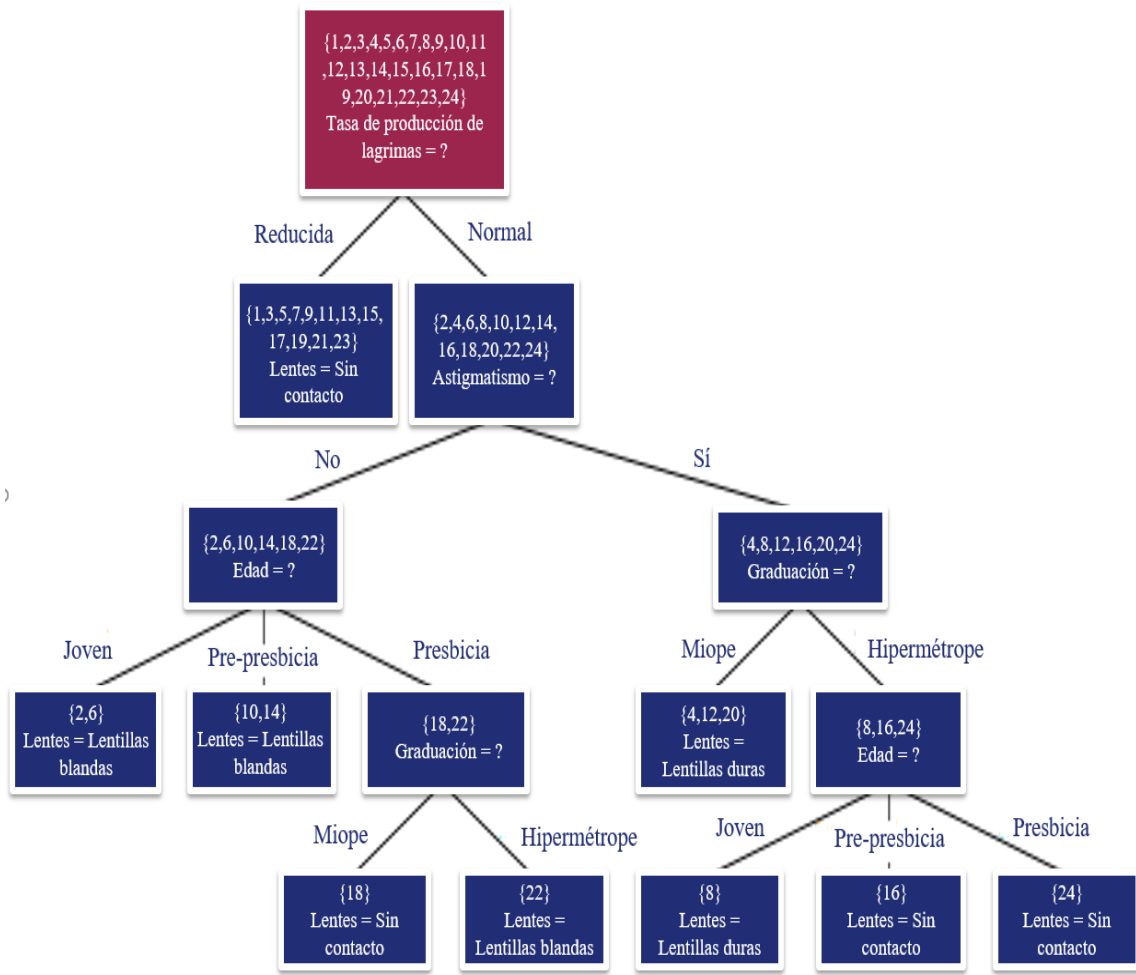 {1,2,3,4,5,6,7,8,9,10,11
,12,13,14,15,16,17,18,1
9,20,21,22,23,24}
Tasa de producción de
lagrimas = ?
Reducida
Normal
{1,3,5,7,9,11,13,15,
17,19,21,23}
Lentes = Sin
contacto
{2,4,6,8,10,12,14,
16,18,20,22,24}
Astigmatismo = ?
No
Sí
{2,6,10,14,18,22}
Edad = ?
{4,8,12,16,20,24}
Graduación = ?
Joven
Pre-presbicia
Presbicia
Miope
Hipermétrope
{2,6}
Lentes = Lentillas
blandas
{10,14}
Lentes = Lentillas
blandas
{18,22}
Graduación = ?
{4,12,20}
Lentes =
Lentillas duras
{8,16,24}
Edad = ?
Miope
Hipermétrope
Joven
Pre-presbicia
Presbicia
{18}
Lentes = Sin
contacto
{22}
Lentes =
Lentillas blandas
{8}
Lentes =
Lentillas duras
{16}
Lentes = Sin
contacto
{24}
Lentes = Sin
contacto